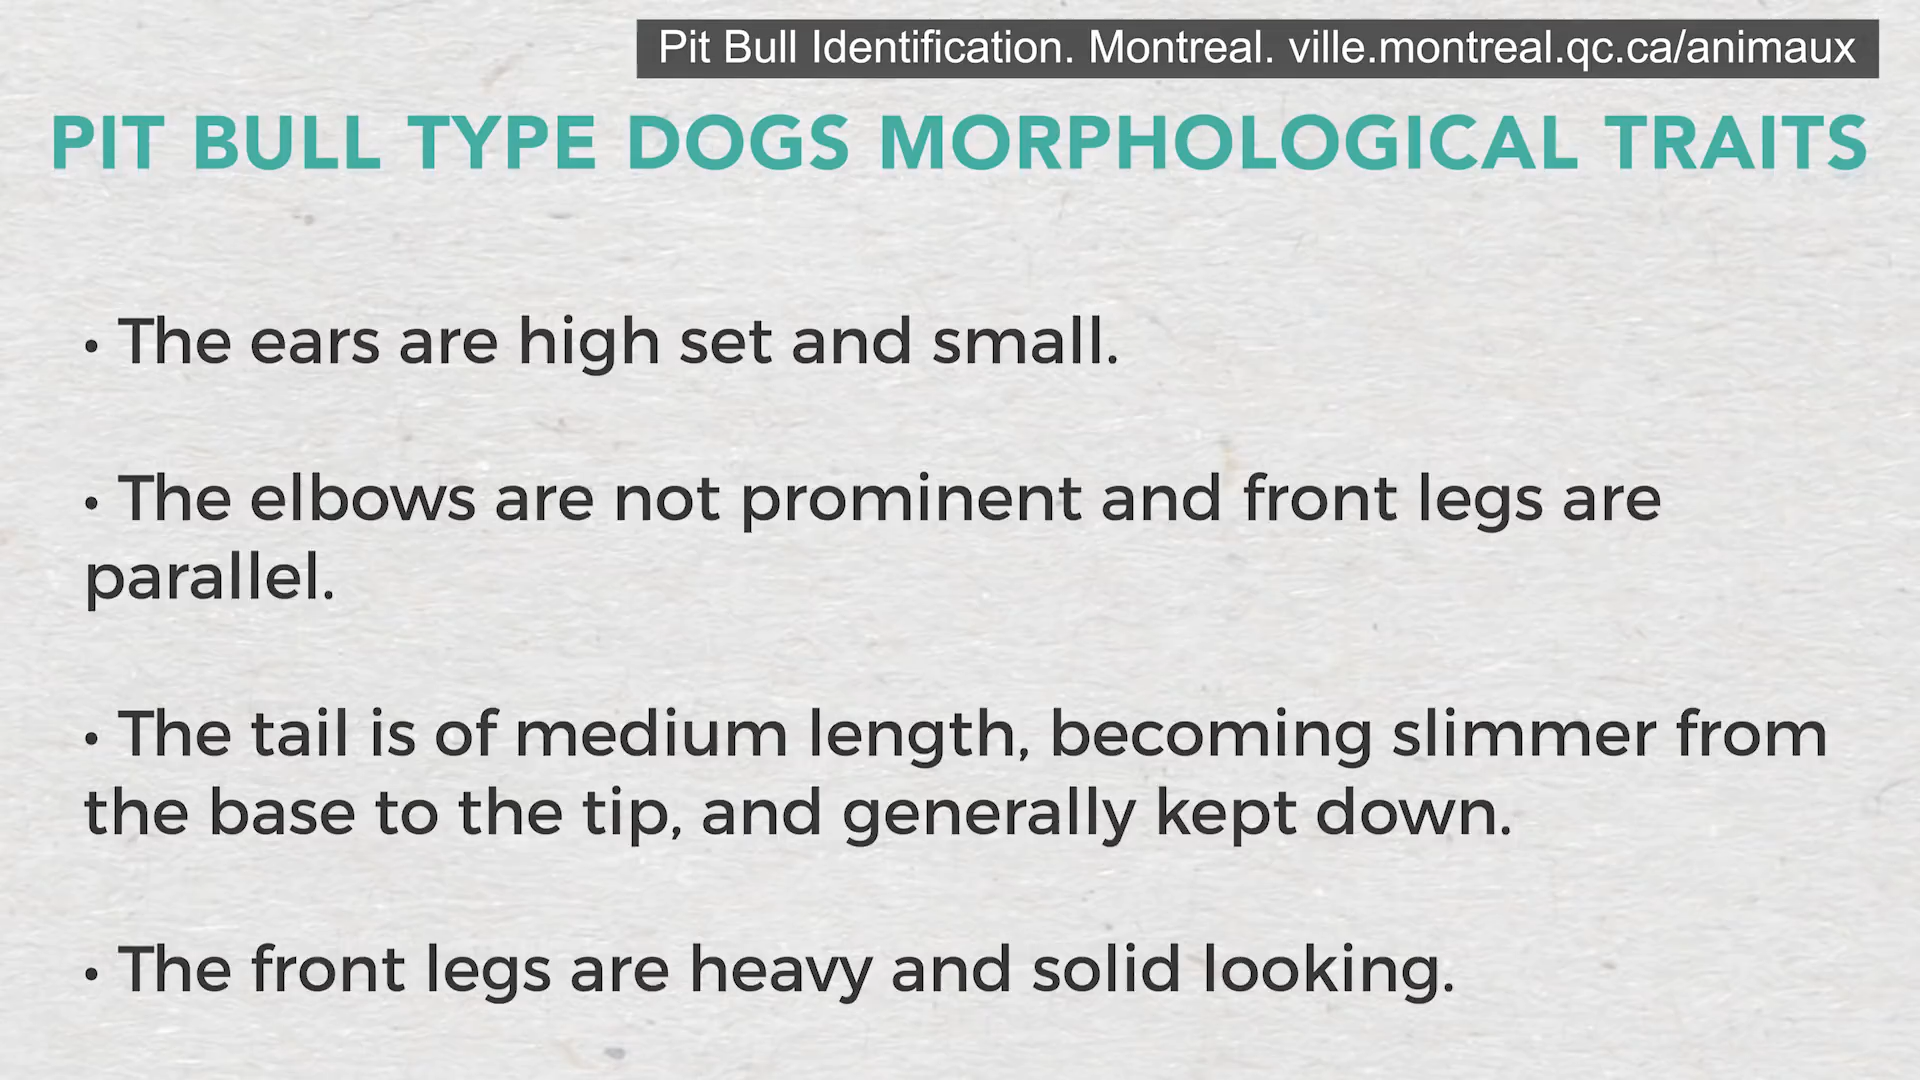 Pit Bull Identification. Montreal. ville.montreal.qc.ca/animaux
PIT BULL TYPE DOGS MORPHOLOGICAL TRAITS
• The ears are high set and small.
• The elbows are not prominent and front legs are
parallel.
• The tail is of medium length, becoming slimmer from
the base to the tip, and generally kept down.
• The front legs are heavy and solid looking.